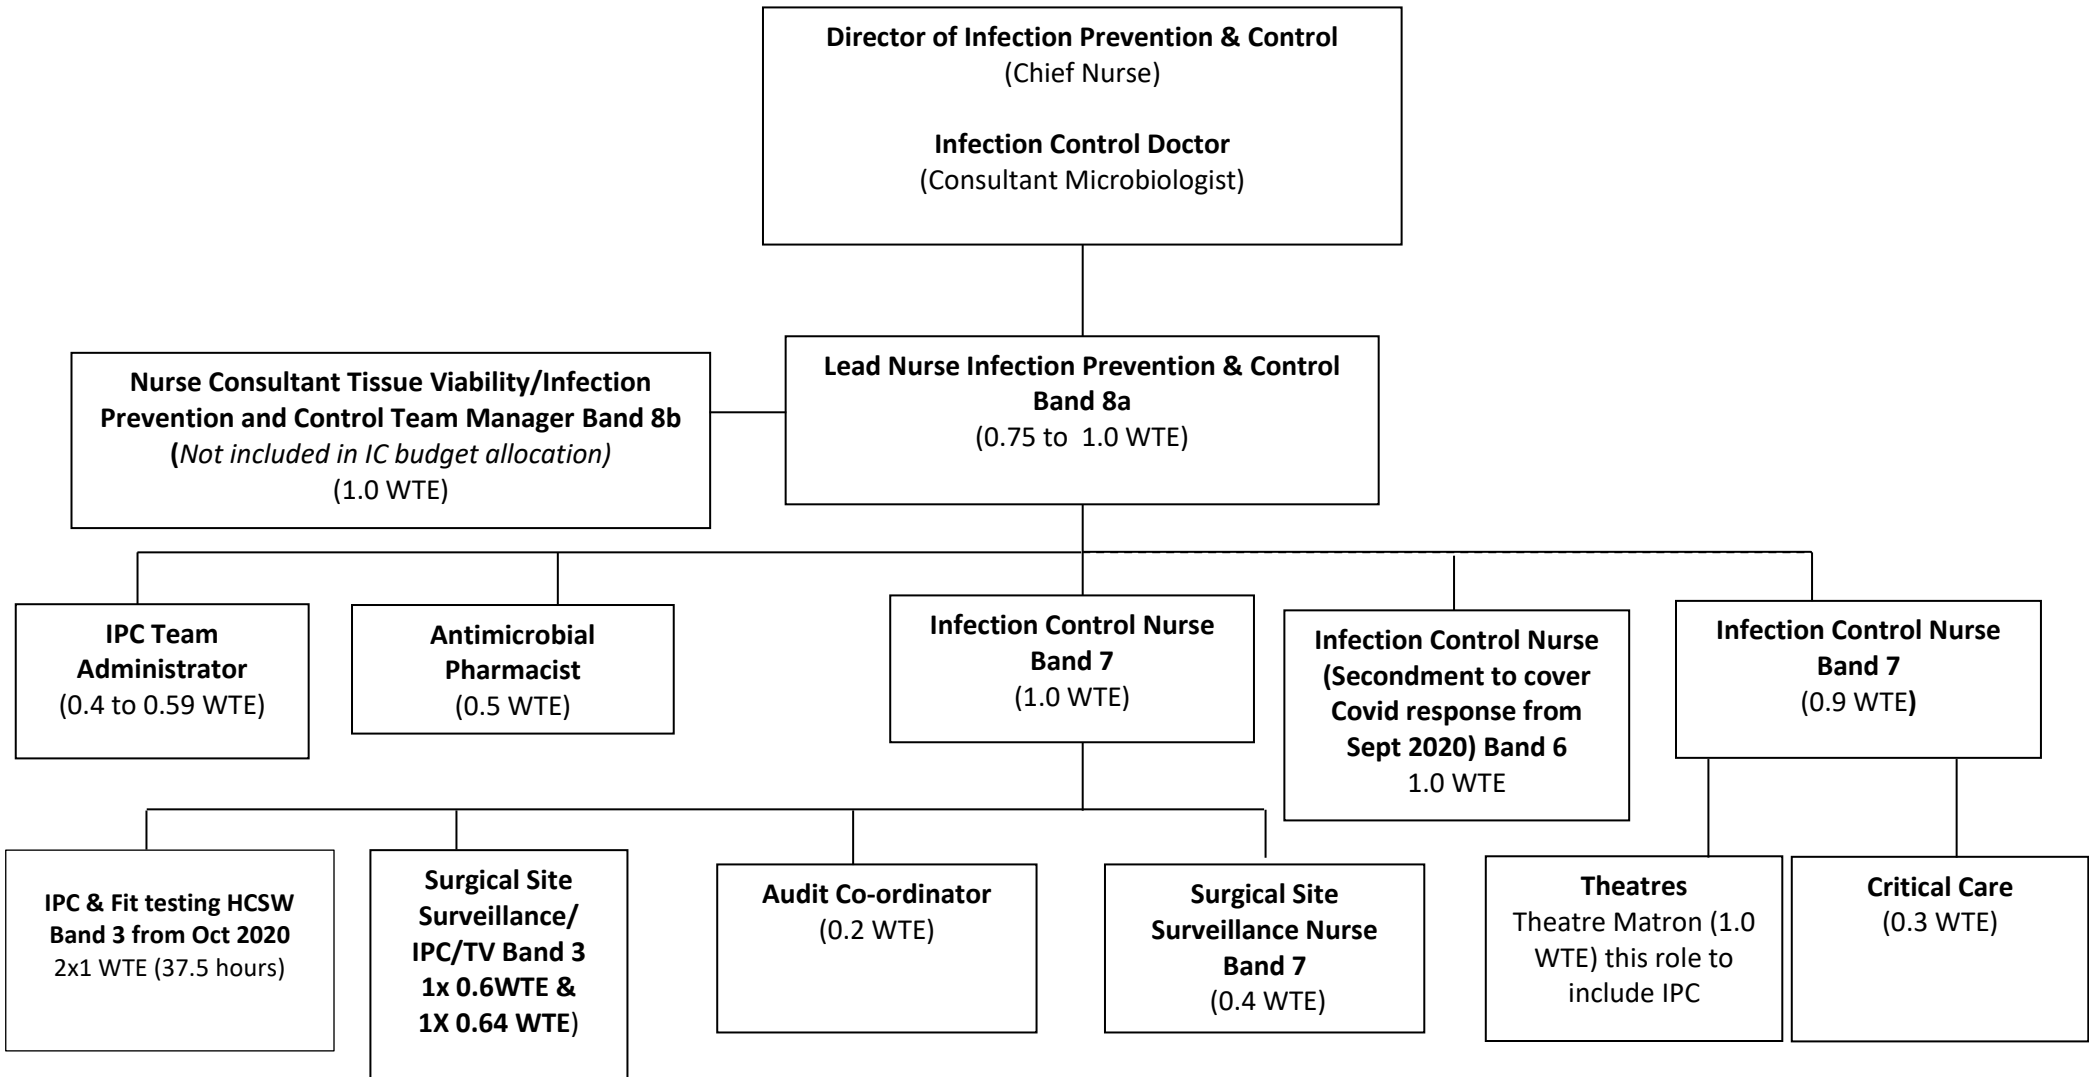 Director of Infection Prevention & Control
(Chief Nurse)
Infection Control Doctor
(Consultant Microbiologist)
Nurse Consultant Tissue Viability/Infection
Prevention and Control Team Manager Band 8b
(Not included in IC budget allocation)
(1.0 WTE)
Lead Nurse Infection Prevention & Control
Band 8a
(0.75 to 1.0 WTE)
IPC Team
Administrator
(0.4 to 0.59 WTE)
Antimicrobial
Pharmacist
(0.5 WTE)
Infection Control Nurse
Band 7
(1.0 WTE)
Infection Control Nurse
(Secondment to cover
Covid response from
Sept 2020) Band 6
1.0 WTE
Infection Control Nurse
Band 7
(0.9 WTE)
IPC & Fit testing HCSW
Band 3 from Oct 2020
2x1 WTE (37.5 hours)
Surgical Site
Surveillance/
IPC/TV Band 3
1x 0.6WTE &
1X 0.64 WTE)
Audit Co-ordinator
(0.2 WTE)
Surgical Site
Surveillance Nurse
Band 7
(0.4 WTE)
Theatres
Theatre Matron (1.0
WTE) this role to
include IPC
Critical Care
(0.3 WTE)